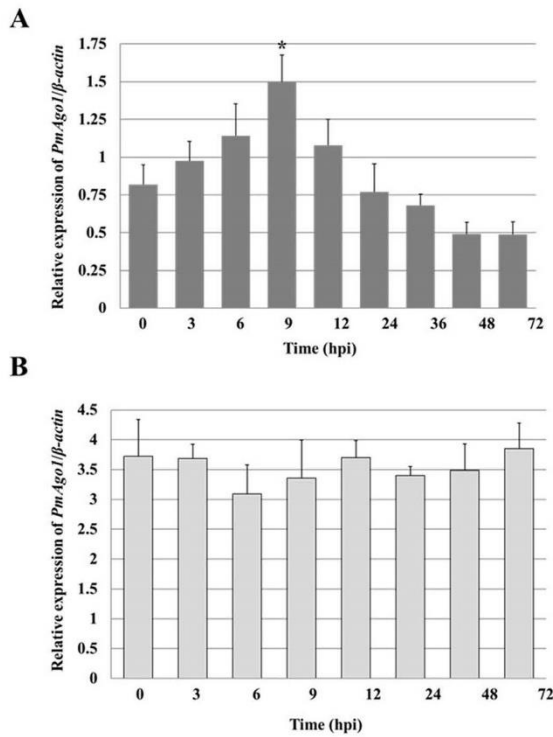 A
Relative expression of PmAgo1/β-actin
1.75
1.5
1.25
1
0.75
0.5
0.25
0
*
0 3 6 9 12 24 36 48 72
Time (hpi)
B
Relative expression of PmAgo1/β-actin
4.5
4
3.5
3
2.5
2
1.5
1
0.5
0
0 3 6 9 12 24 48 72
Time (hpi)